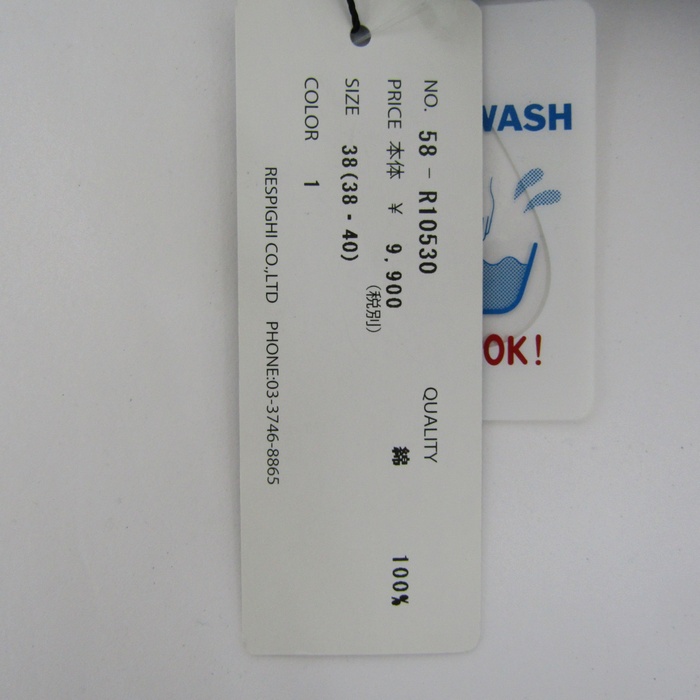 NO. 58 - R10530
PRICE 本体 ¥ 9,900
(税別)
SIZE 38(38・40)
COLOR 1
QUALITY
綿 100%
RESPIGHI CO.,LTD PHONE:03-3746-8865
WASH
OK!